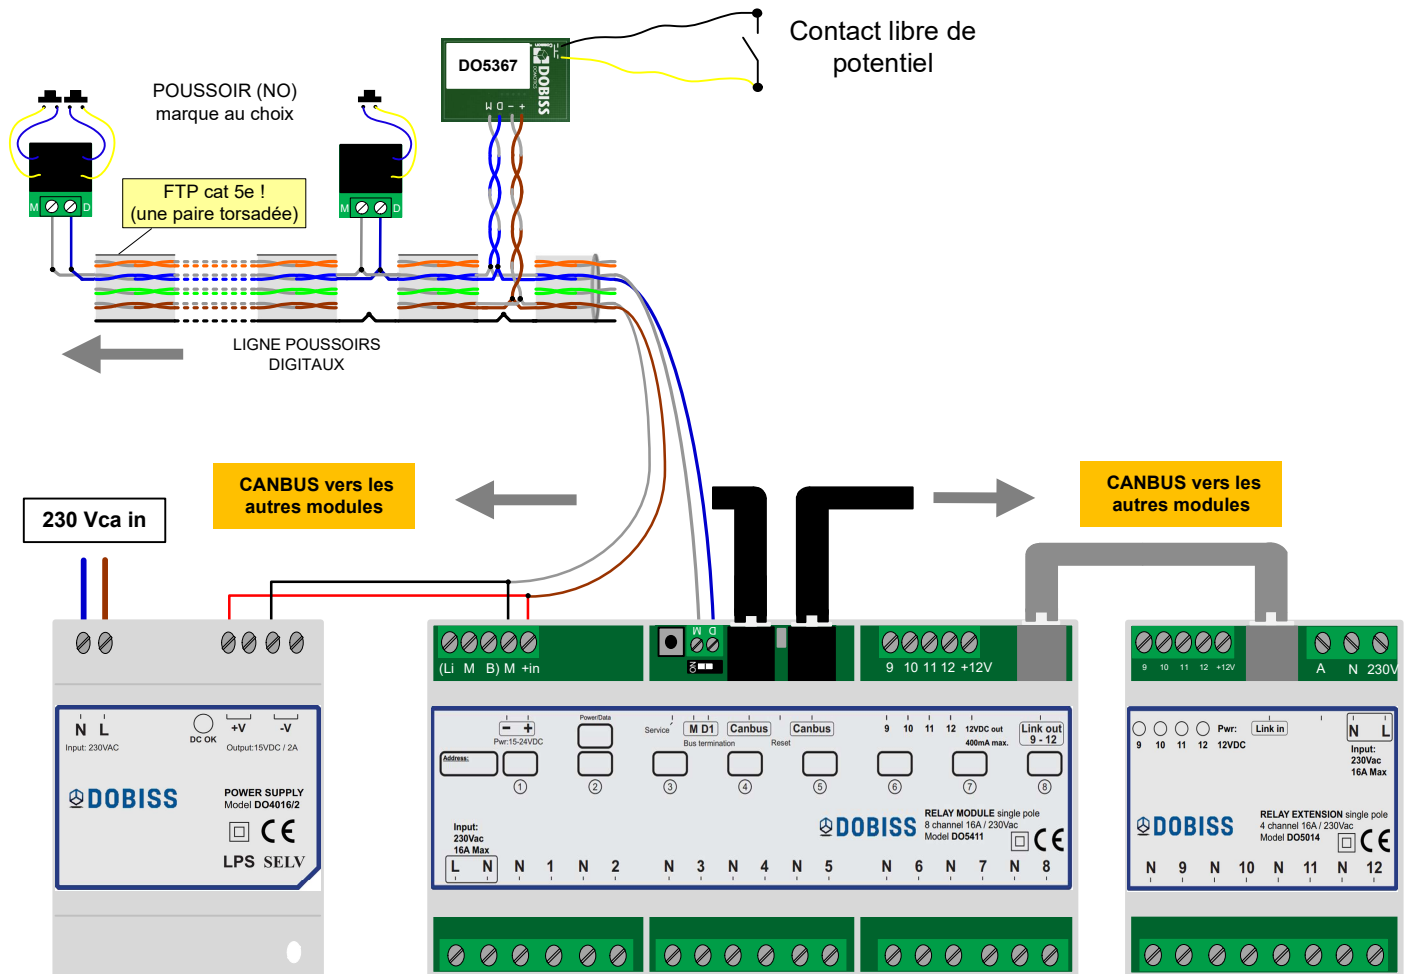 Contact libre de
potentiel
DO5367
Common
DOBISS
DOMOTICS
M D - +
POUSSOIR (NO)
marque au choix
FTP cat 5e !
(une paire torsadée)
M D
M D
LIGNE POUSSOIRS
DIGITAUX
CANBUS vers les
autres modules
CANBUS vers les
autres modules
230 Vca in
(Li M B) M +in
M D
ON
9 10 11 12 +12V
9 10 11 12 +12V
A N 230V
N L
Input: 230VAC
DC OK
+V -V
Output:15VDC / 2A
DOBISS
POWER SUPPLY
Model DO4016/2
CE
LPS SELV
- +
Pwr:15-24VDC
Power/Data
Service
M D1
Canbus
Canbus
Bus termination
Reset
9 10 11 12 12VDC out
400mA max.
Link out
9 - 12
Address:
1 2 3 4 5 6 7 8
Input:
230Vac
16A Max
DOBISS
RELAY MODULE single pole
8 channel 16A / 230Vac
Model DO5411
CE
L N N 1 N 2 N 3 N 4 N 5 N 6 N 7 N 8
9 10 11 12
Pwr:
12VDC
Link in
N L
Input:
230Vac
16A Max
DOBISS
RELAY EXTENSION single pole
4 channel 16A / 230Vac
Model DO5014
CE
N 9 N 10 N 11 N 12